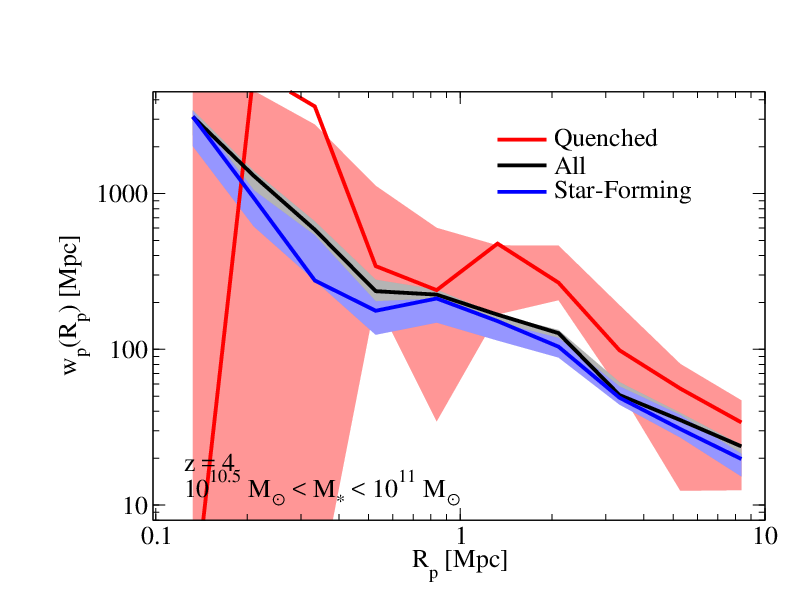 Quenched
All
Star-Forming
1000
100
10
w_p(R_p) [Mpc]
z = 4
10^10.5 M_⊙ < M_* < 10^11 M_⊙
0.1 1 10
R_p [Mpc]